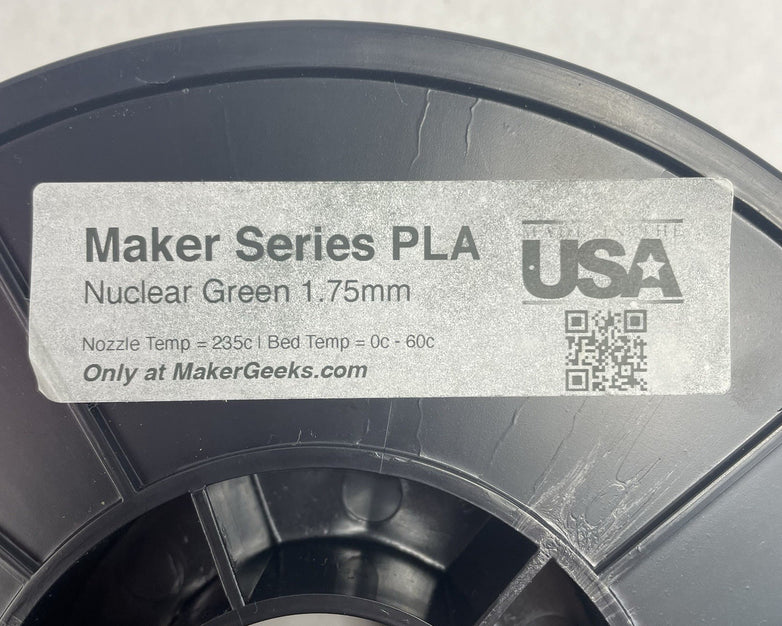 Maker Series PLA
Nuclear Green 1.75mm
Nozzle Temp = 235c | Bed Temp = 0c - 60c
Only at MakerGeeks.com
MADE IN THE
USA